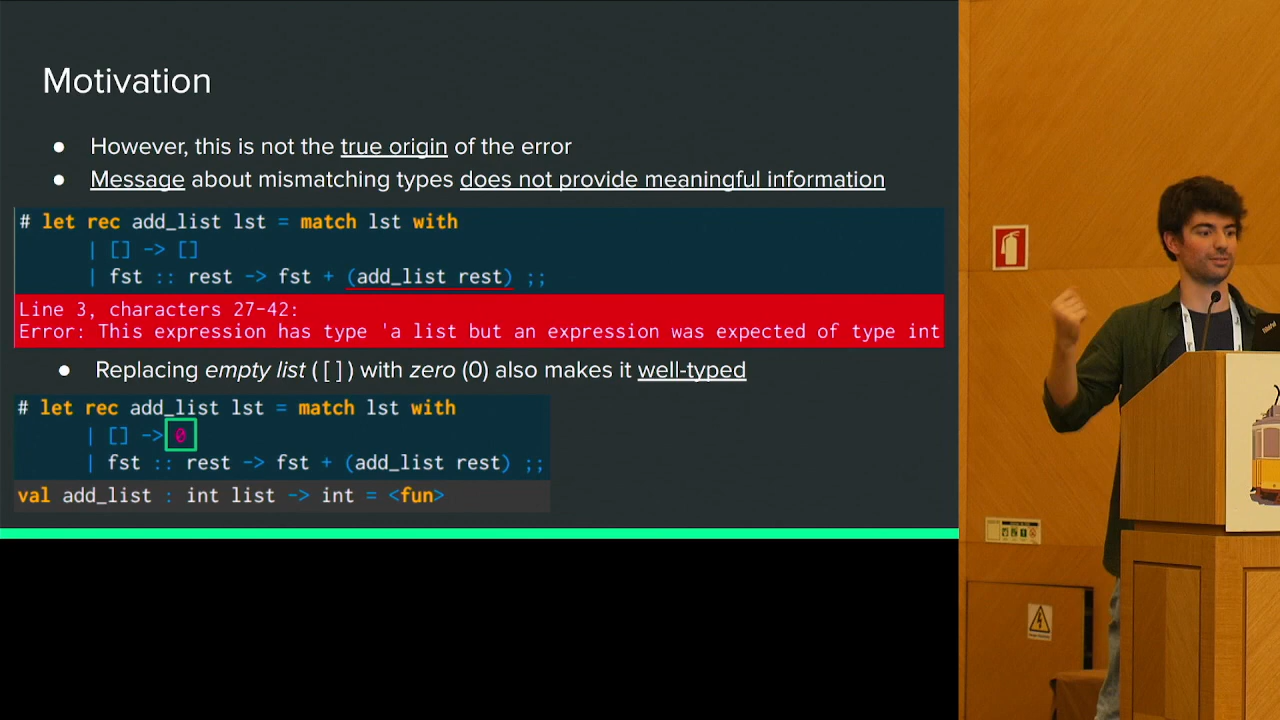 Motivation
● However, this is not the true origin of the error
● Message about mismatching types does not provide meaningful information
# let rec add_list lst = match lst with
| [] -> []
| fst :: rest -> fst + (add_list rest) ;;
Line 3, characters 27-42:
Error: This expression has type 'a list but an expression was expected of type int
● Replacing empty list ([]) with zero (0) also makes it well-typed
# let rec add_list lst = match lst with
| [] -> 0
| fst :: rest -> fst + (add_list rest) ;;
val add_list : int list -> int = <fun>